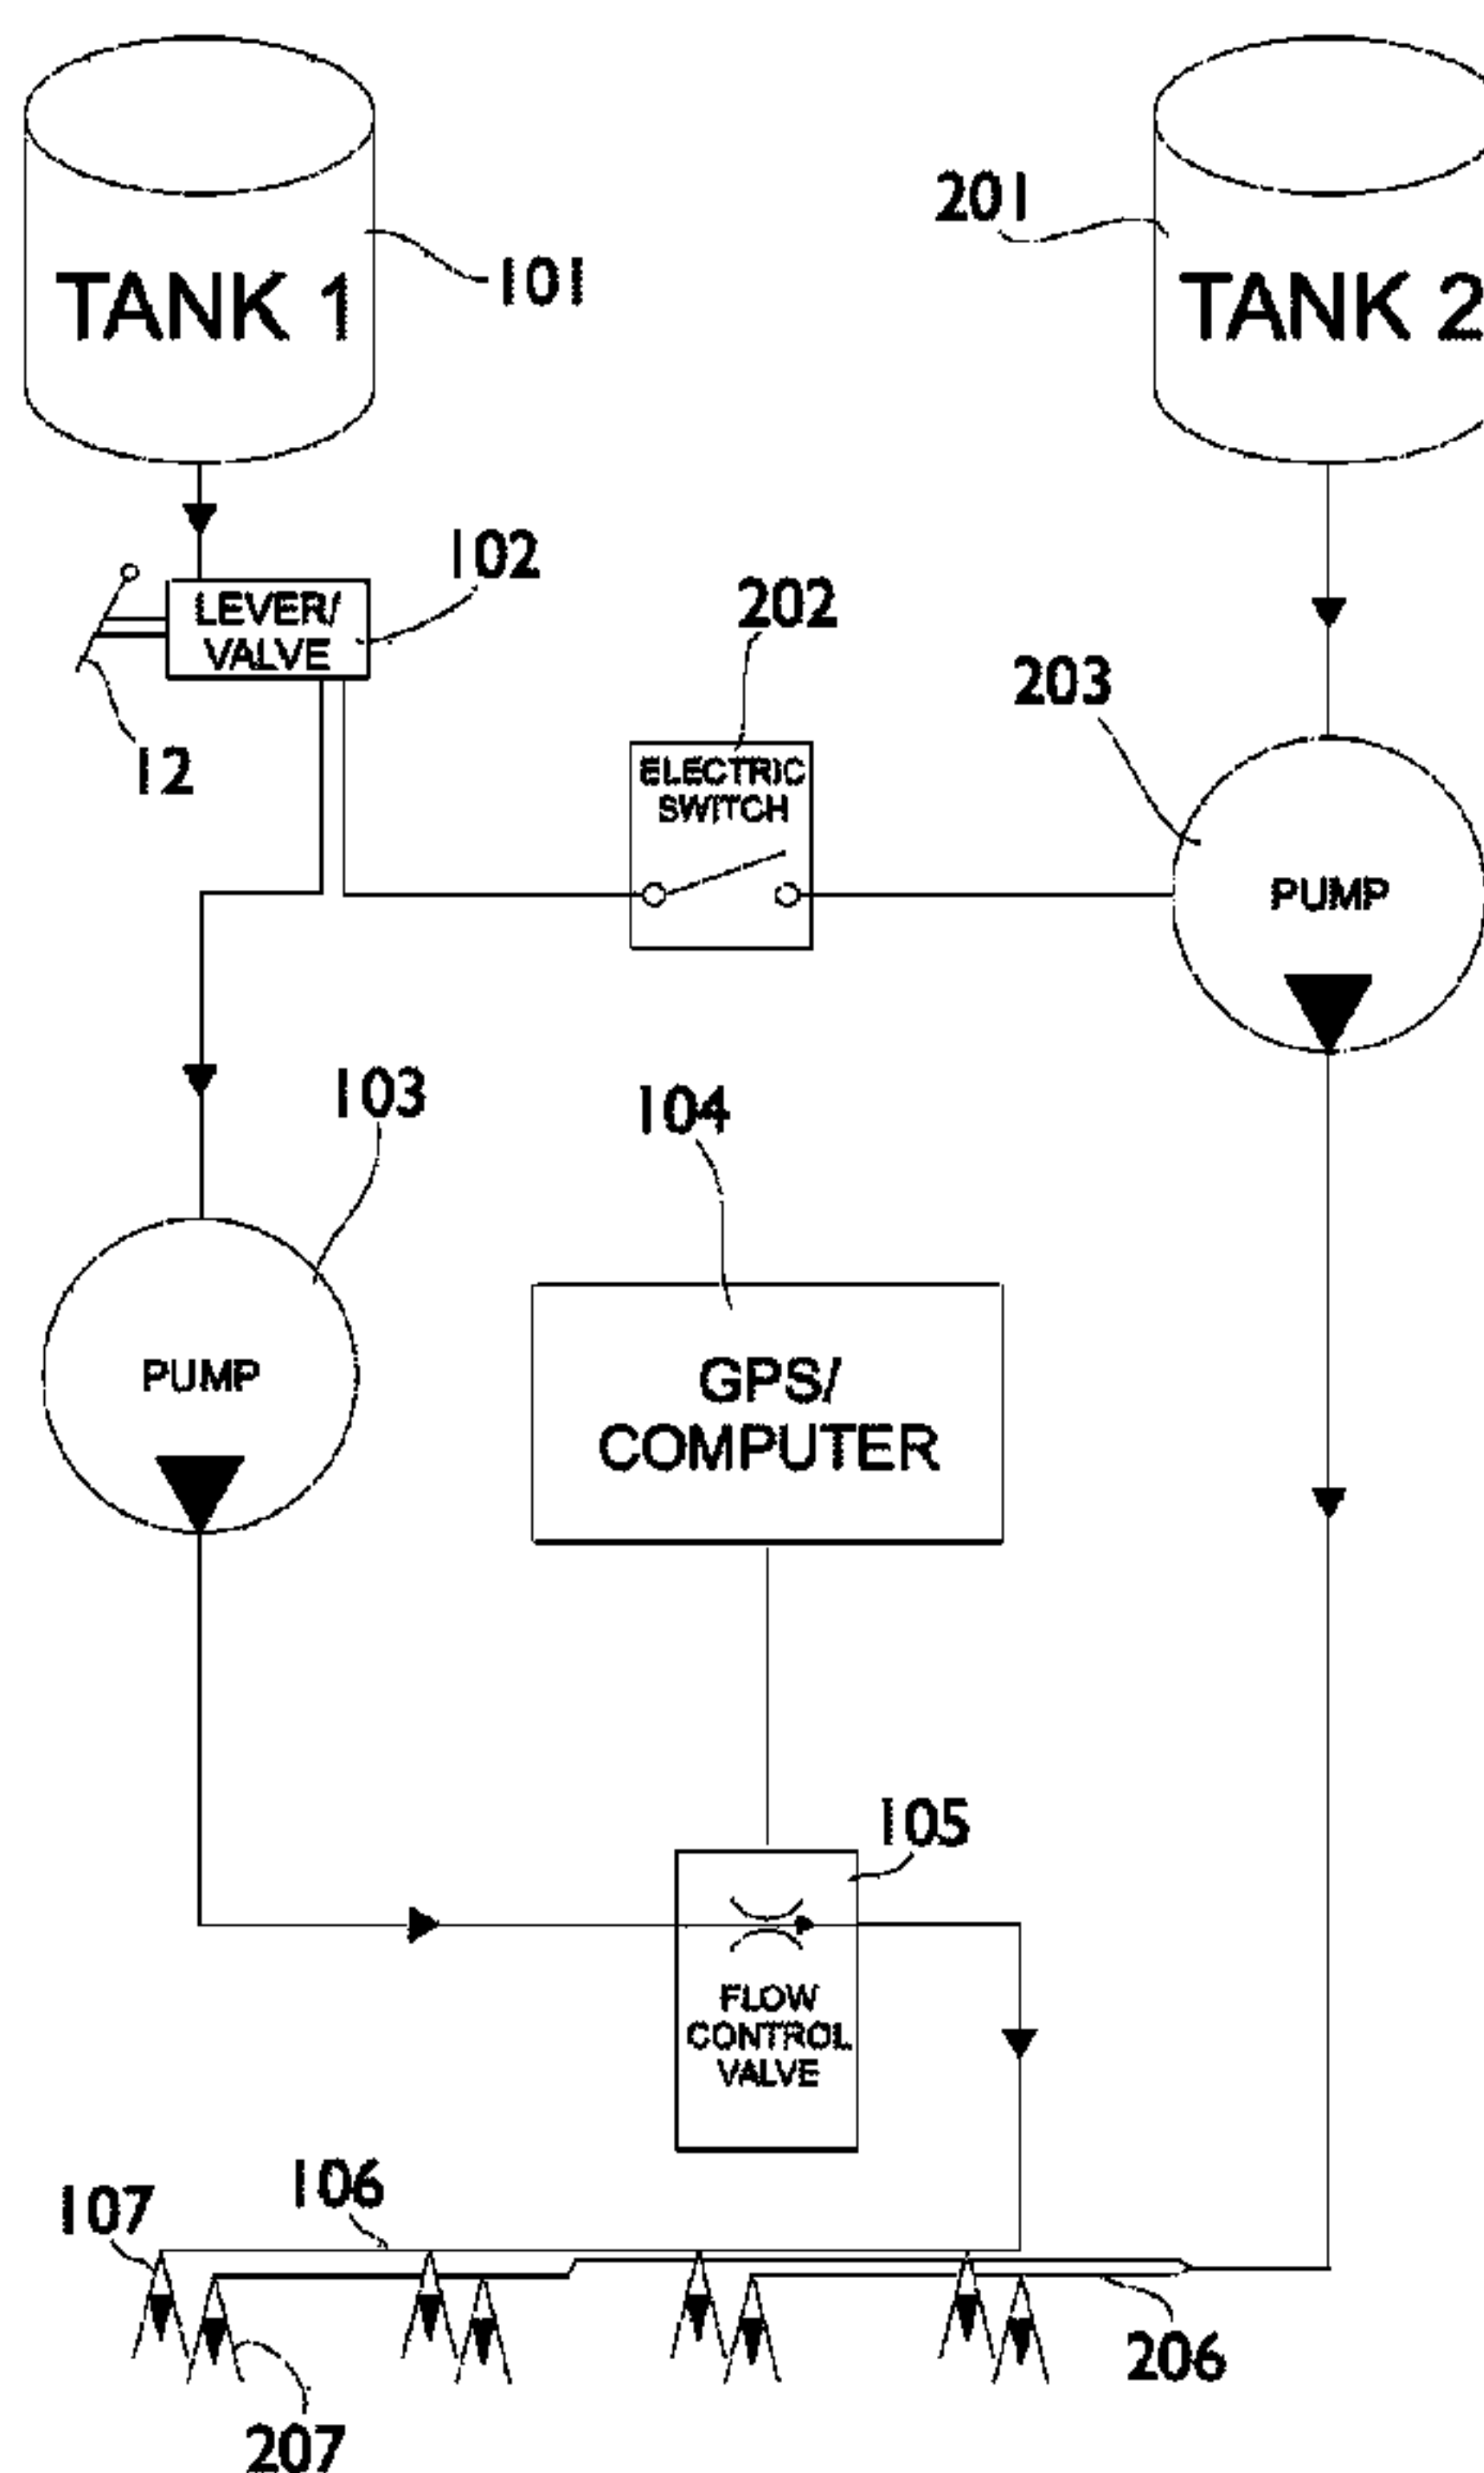 201
TANK 1
101
TANK 2
102
LEVER/
VALVE
202
203
12
ELECTRIC
SWITCH
PUMP
103
104
PUMP
GPS/
COMPUTER
105
FLOW
CONTROL
VALVE
106
107
206
207